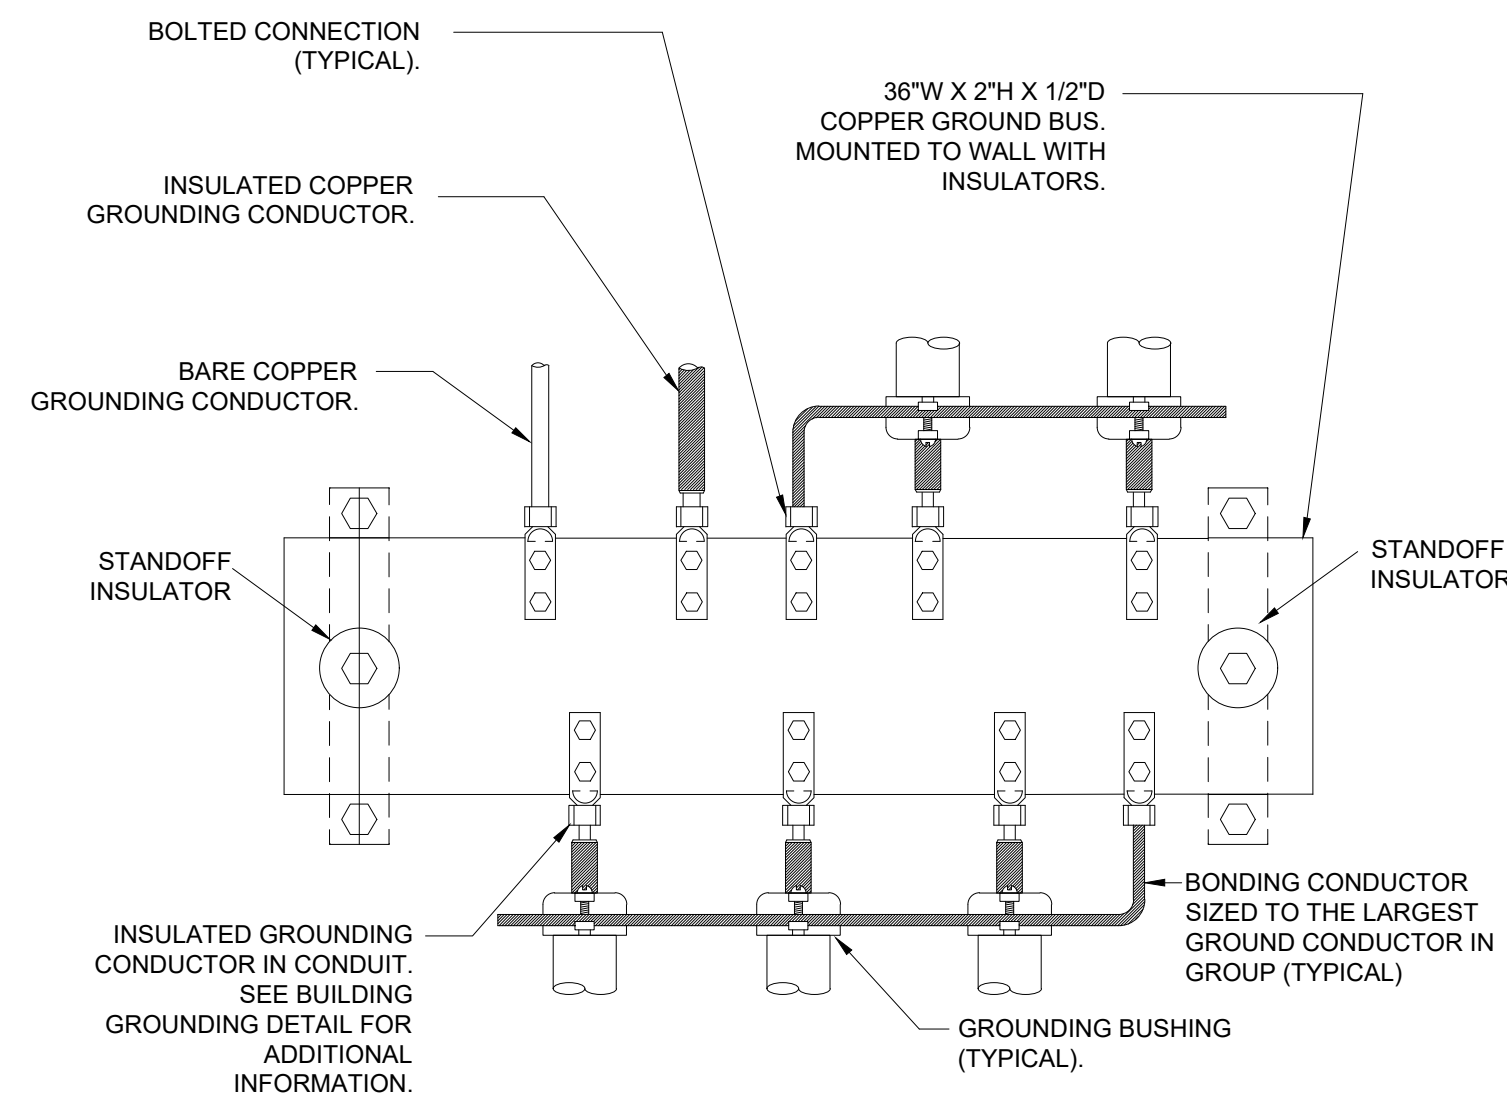 BOLTED CONNECTION
(TYPICAL).
36"W X 2"H X 1/2"D
COPPER GROUND BUS.
MOUNTED TO WALL WITH
INSULATORS.
INSULATED COPPER
GROUNDING CONDUCTOR.
BARE COPPER
GROUNDING CONDUCTOR.
STANDOFF
INSULATOR
STANDOFF
INSULATOR
BONDING CONDUCTOR
SIZED TO THE LARGEST
GROUND CONDUCTOR IN
GROUP (TYPICAL)
INSULATED GROUNDING
CONDUCTOR IN CONDUIT.
SEE BUILDING
GROUNDING DETAIL FOR
ADDITIONAL
INFORMATION.
GROUNDING BUSHING
(TYPICAL).